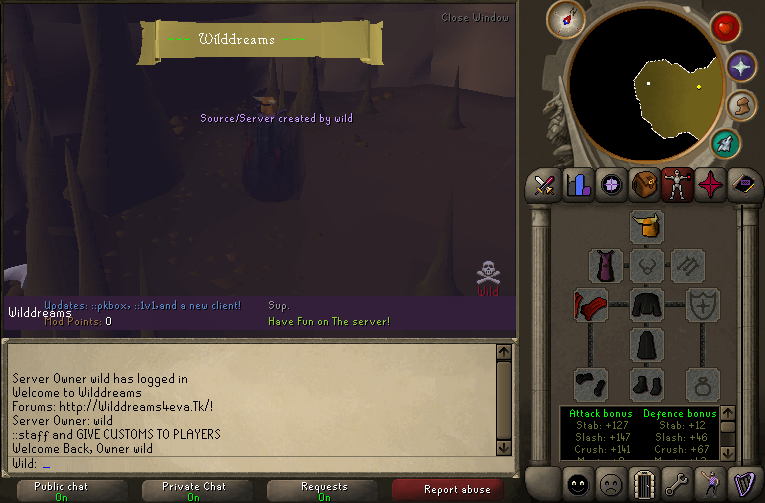 Close Window
Wilddreams
Source/Server created by wild
Wild
Updates: ::pkbox, ::1v1,and a new client!
Sup.
Wilddreams
Mod Points: 0
Have Fun on The server!
Server Owner wild has logged in
Welcome to Wilddreams
Forums: http://Wilddreams4eva.Tk/!
Server Owner: wild
::staff and GIVE CUSTOMS TO PLAYERS
Welcome Back, Owner wild
Wild: _
Public chat
On
Private Chat
On
Requests
On
Report abuse
Attack bonus
Defence bonus
Stab: +127
Stab: +12
Slash: +147
Slash: +46
Crush: +141
Crush: +67